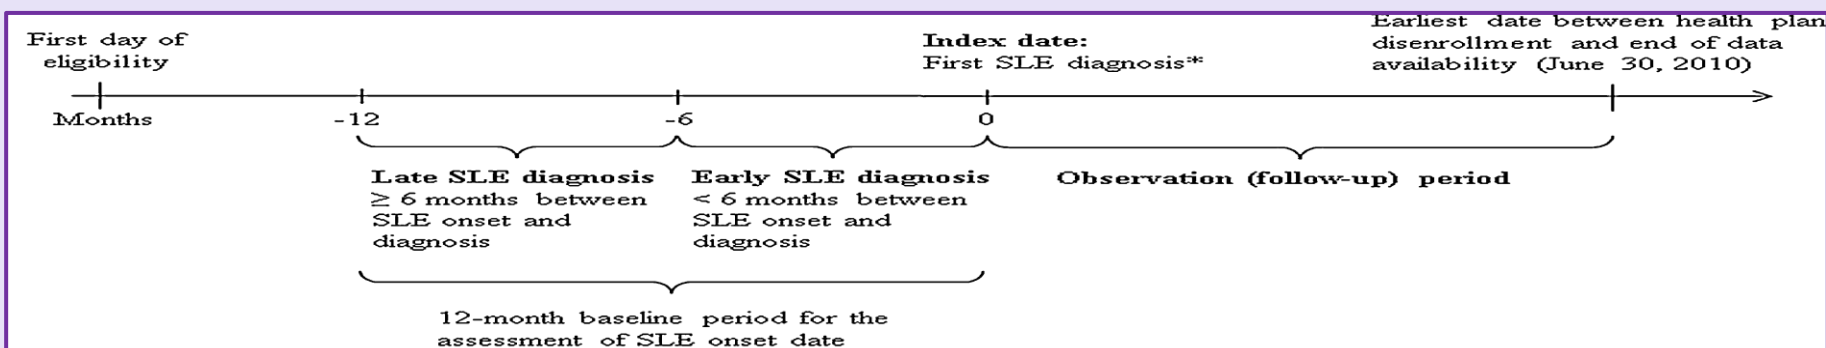 First day of
eligibility
Index date:
First SLE diagnosis*
Earliest date between health plan
disenrollment and end of data
availability (June 30, 2010)
Months
-12
-6
0
Late SLE diagnosis
≥ 6 months between
SLE onset and
diagnosis
Early SLE diagnosis
< 6 months between
SLE onset and
diagnosis
Observation (follow-up) period
12-month baseline period for the
assessment of SLE onset date